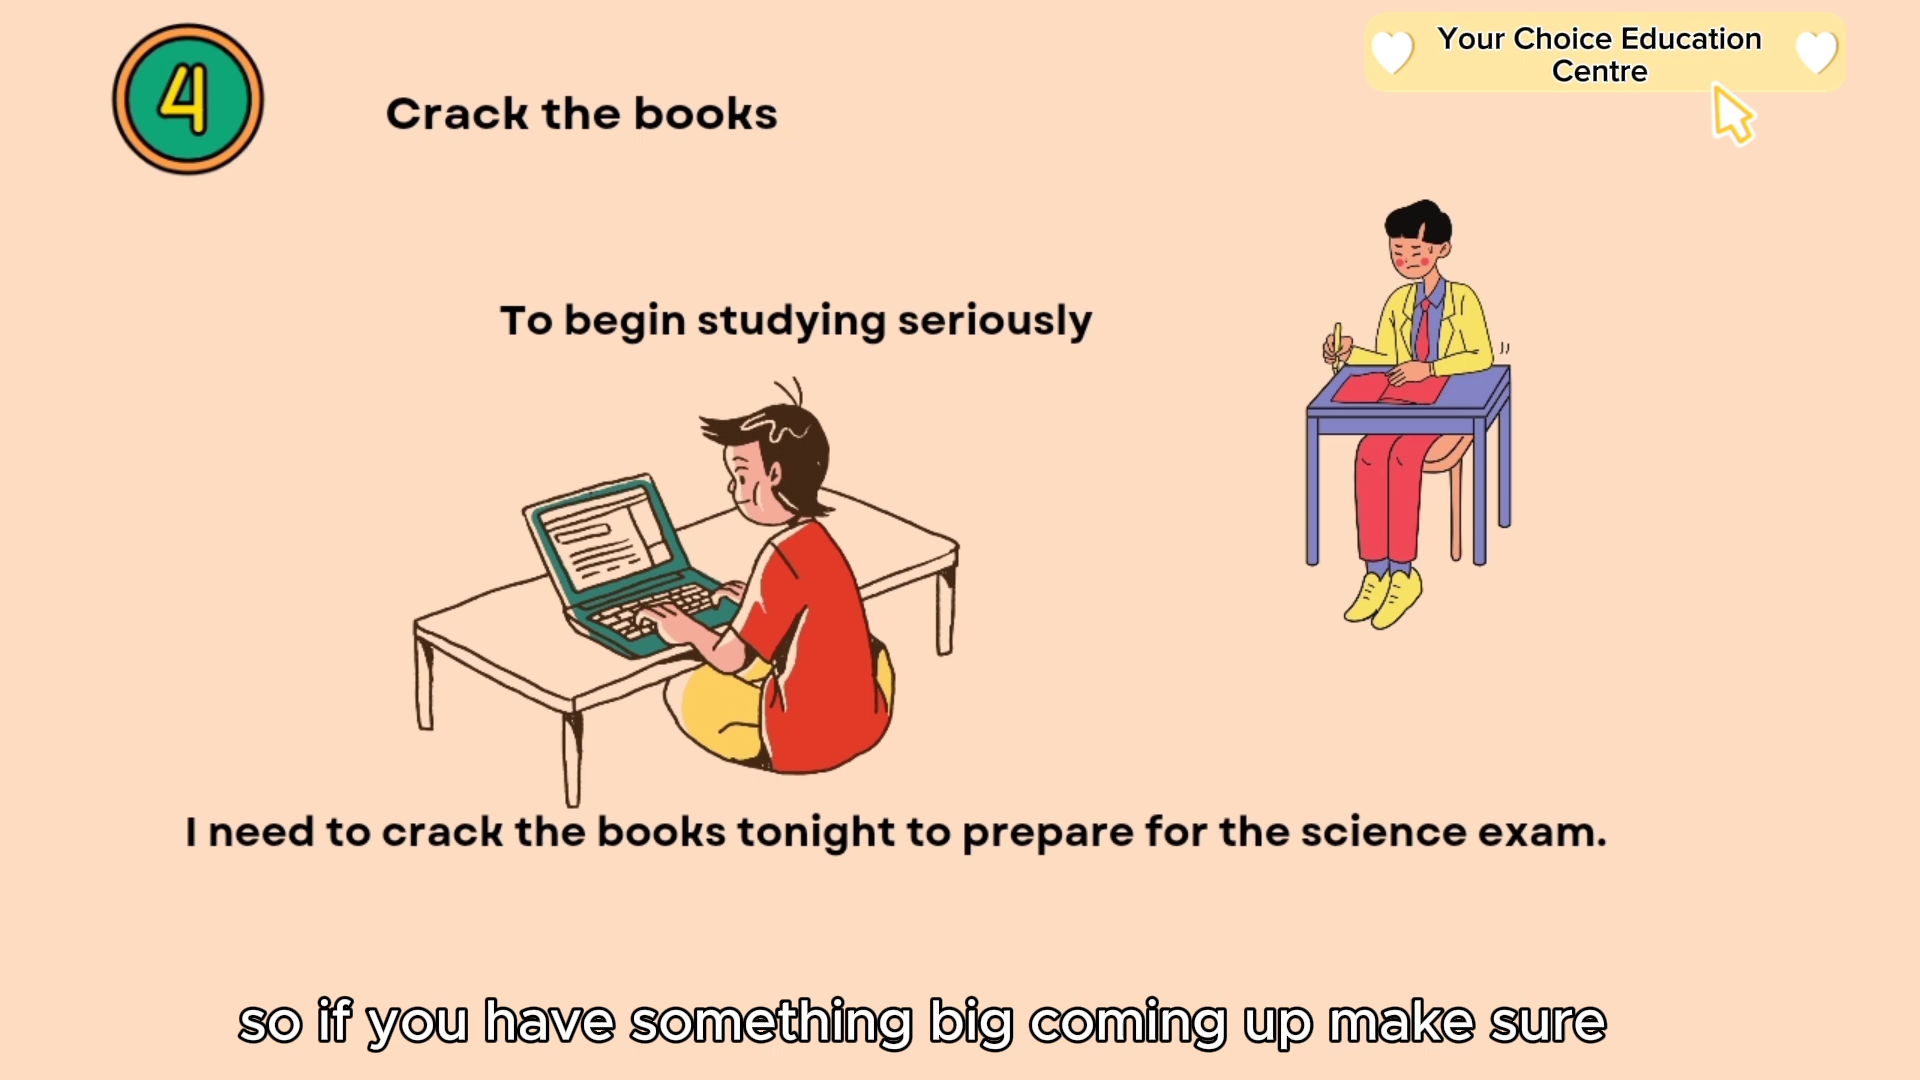 4
Crack the books
Your Choice Education
Centre
To begin studying seriously
I need to crack the books tonight to prepare for the science exam.
so if you have something big coming up make sure